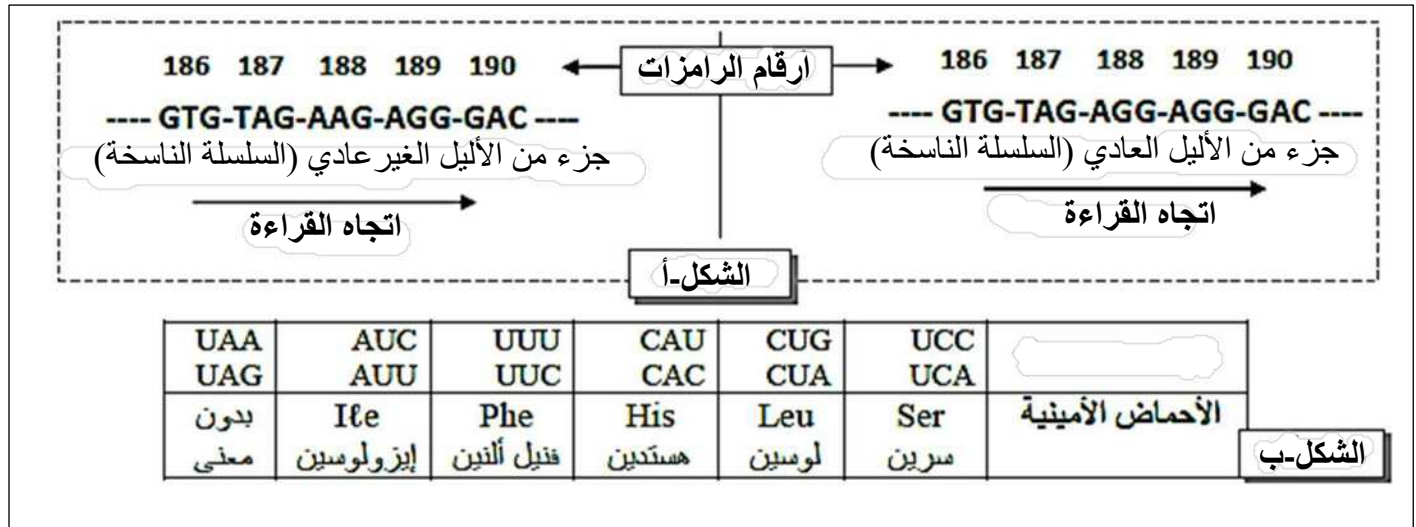 186 187 188 189 190 ارقام الرامزات 186 187 188 189 190
---- GTG-TAG-AAG-AGG-GAC ---- ---- GTG-TAG-AGG-AGG-GAC ----
جزء من الأليل العادي (السلسلة الناسخة)
جزء من الأليل الغير عادي (السلسلة الناسخة)
اتجاه القراءة
اتجاه القراءة
الشكل-أ
UAA AUC UUU CAU CUG UCC
UAG AUU UUC CAC CUA UCA
بدون Iℓe Phe His Leu Ser الأحماض الأمينية
معنى إيزولوسين فنيل ألنين هستدين لوسين سرين
الشكل-ب